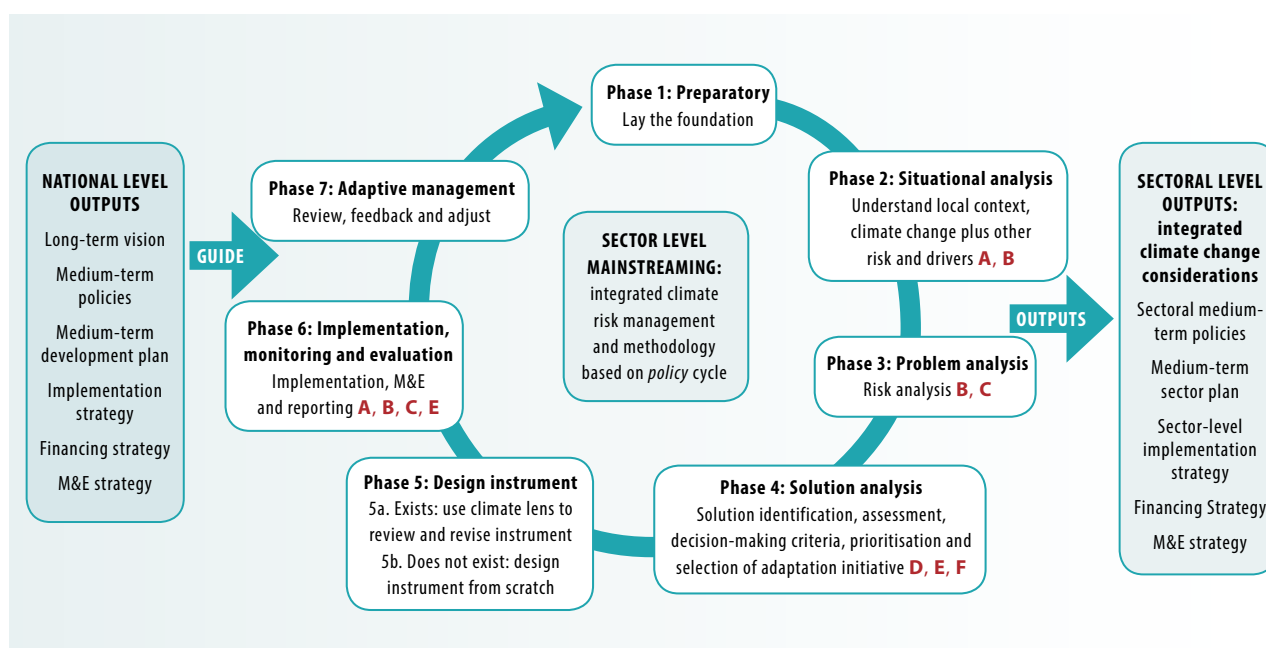 NATIONAL LEVEL
OUTPUTS
Long-term vision
Medium-term
policies
Medium-term
development plan
Implementation
strategy
Financing strategy
M&E strategy
GUIDE
Phase 1: Preparatory
Lay the foundation
Phase 2: Situational analysis
Understand local context,
climate change plus other
risk and drivers A, B
Phase 3: Problem analysis
Risk analysis B, C
Phase 4: Solution analysis
Solution identification, assessment,
decision-making criteria, prioritisation and
selection of adaptation initiative D, E, F
Phase 5: Design instrument
5a. Exists: use climate lens to
review and revise instrument
5b. Does not exist: design
instrument from scratch
Phase 6: Implementation,
monitoring and evaluation
Implementation, M&E
and reporting A, B, C, E
Phase 7: Adaptive management
Review, feedback and adjust
SECTOR LEVEL
MAINSTREAMING:
integrated climate
risk management
and methodology
based on policy cycle
OUTPUTS
SECTORAL LEVEL
OUTPUTS:
integrated
climate change
considerations
Sectoral medium-
term policies
Medium-term
sector plan
Sector-level
implementation
strategy
Financing Strategy
M&E strategy